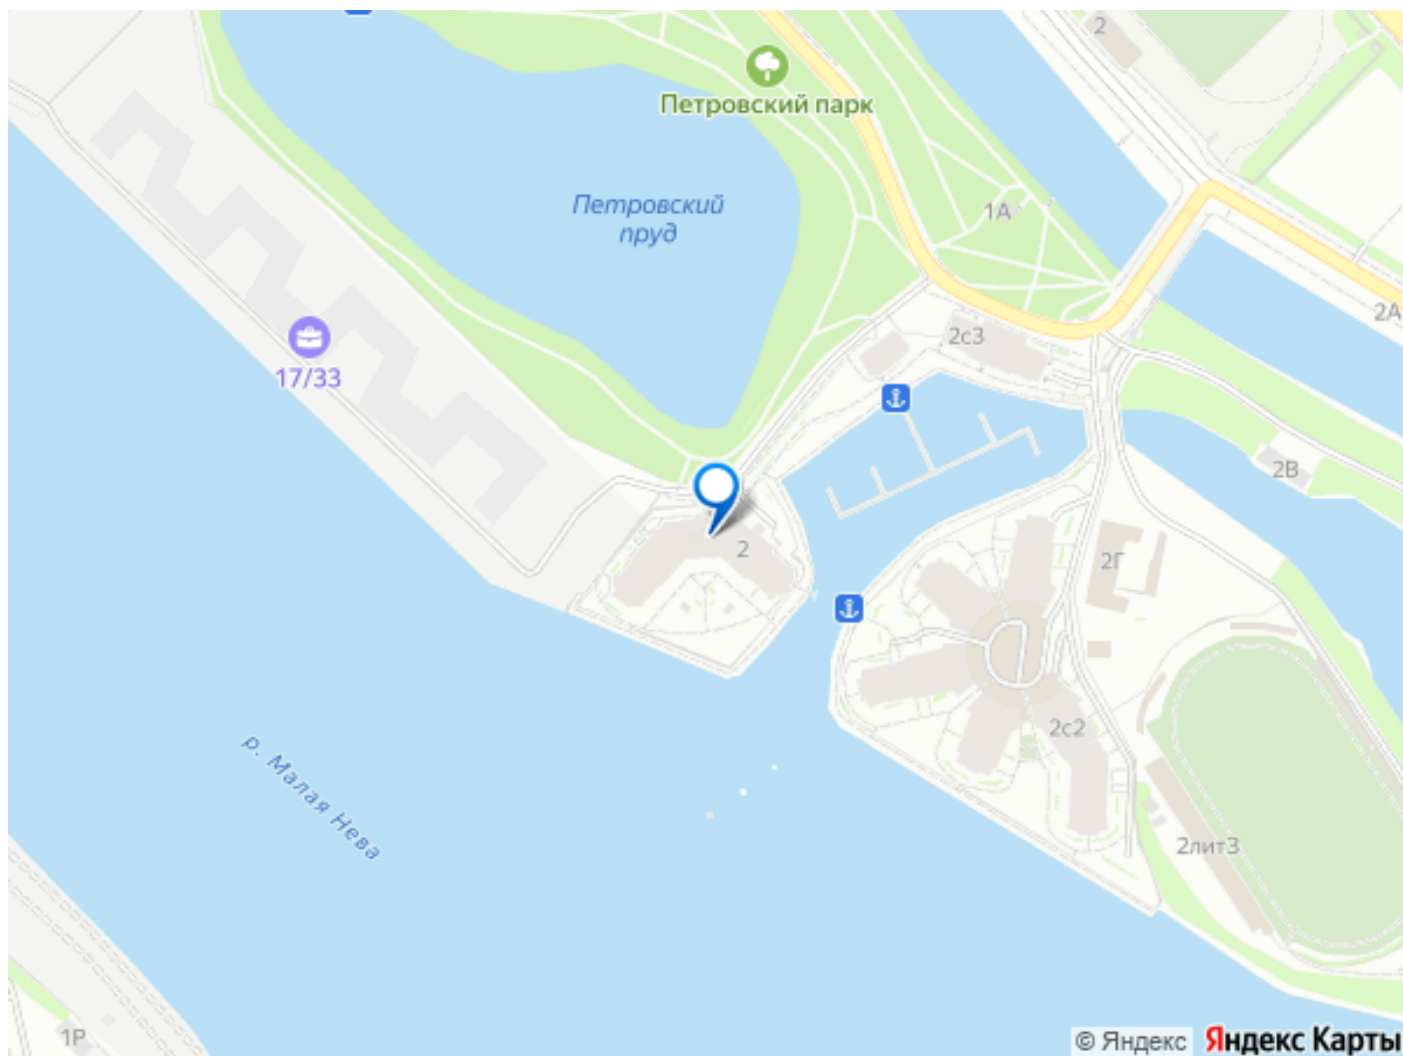 2
Петровский парк
Петровский
пруд
1А
2А
2с3
17/33
2В
2
2Г
2с2
р. Малая Нева
2лит3
1Р
© Яндекс Яндекс Карты